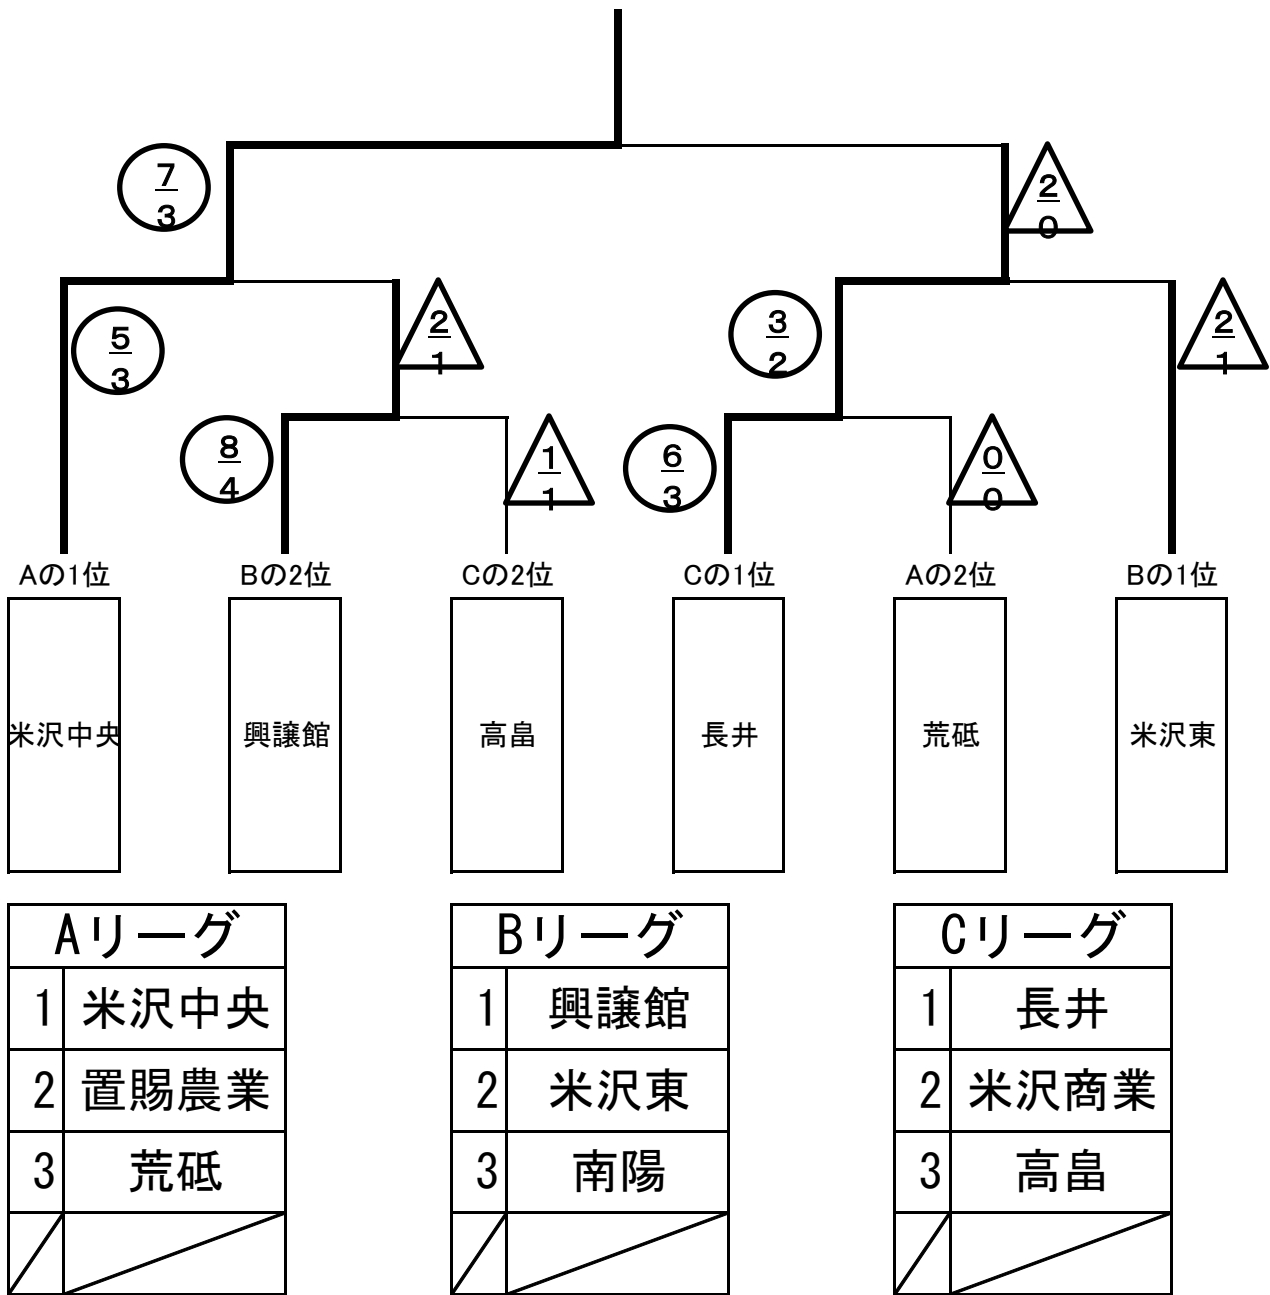 7
3
2
0
5
3
2
1
3
2
2
1
8
4
1
1
6
3
0
0
Aの1位
Bの2位
Cの2位
Cの1位
Aの2位
Bの1位
米沢中央
興譲館
高畠
長井
荒砥
米沢東
Aリーグ
1 米沢中央
2 置賜農業
3 荒砥
Bリーグ
1 興譲館
2 米沢東
3 南陽
Cリーグ
1 長井
2 米沢商業
3 高畠